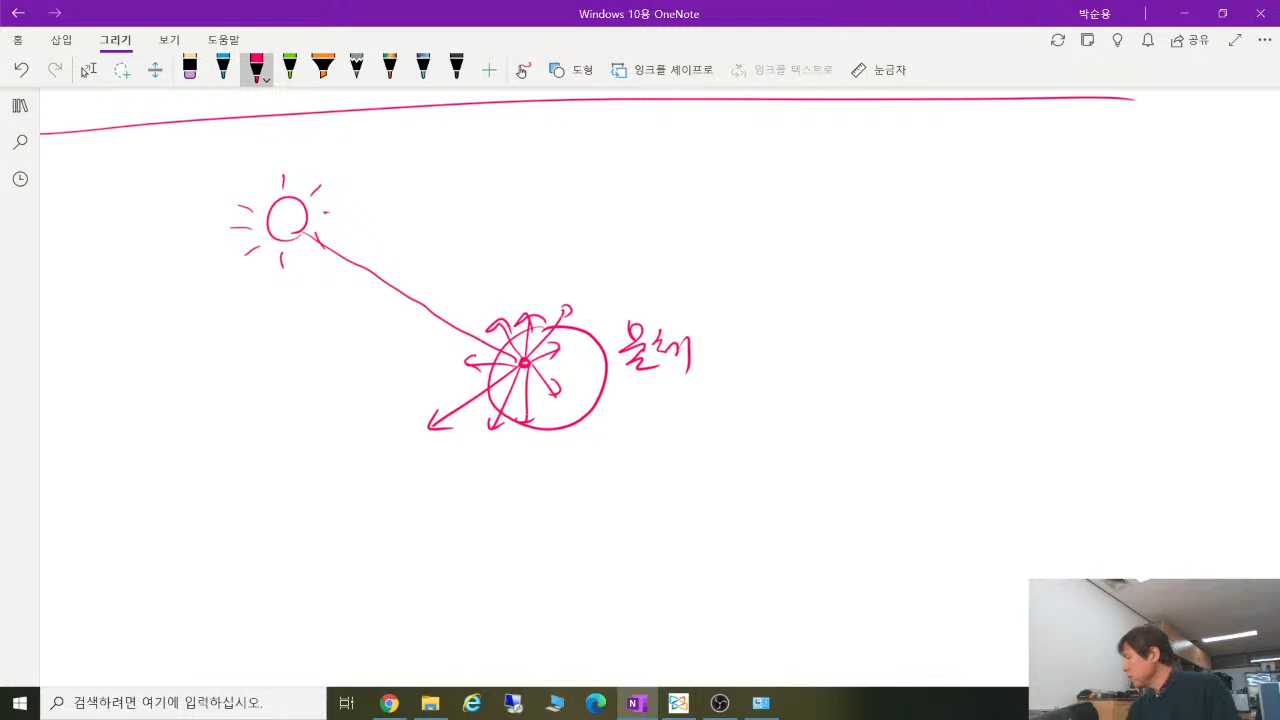 Windows 10용 OneNote
박순용
홈 삽입 그리기 보기 도움말
공유
도형 잉크를 셰이프로 잉크를 텍스트로 눈금자
물체
검색하려면 여기에 입력하십시오.